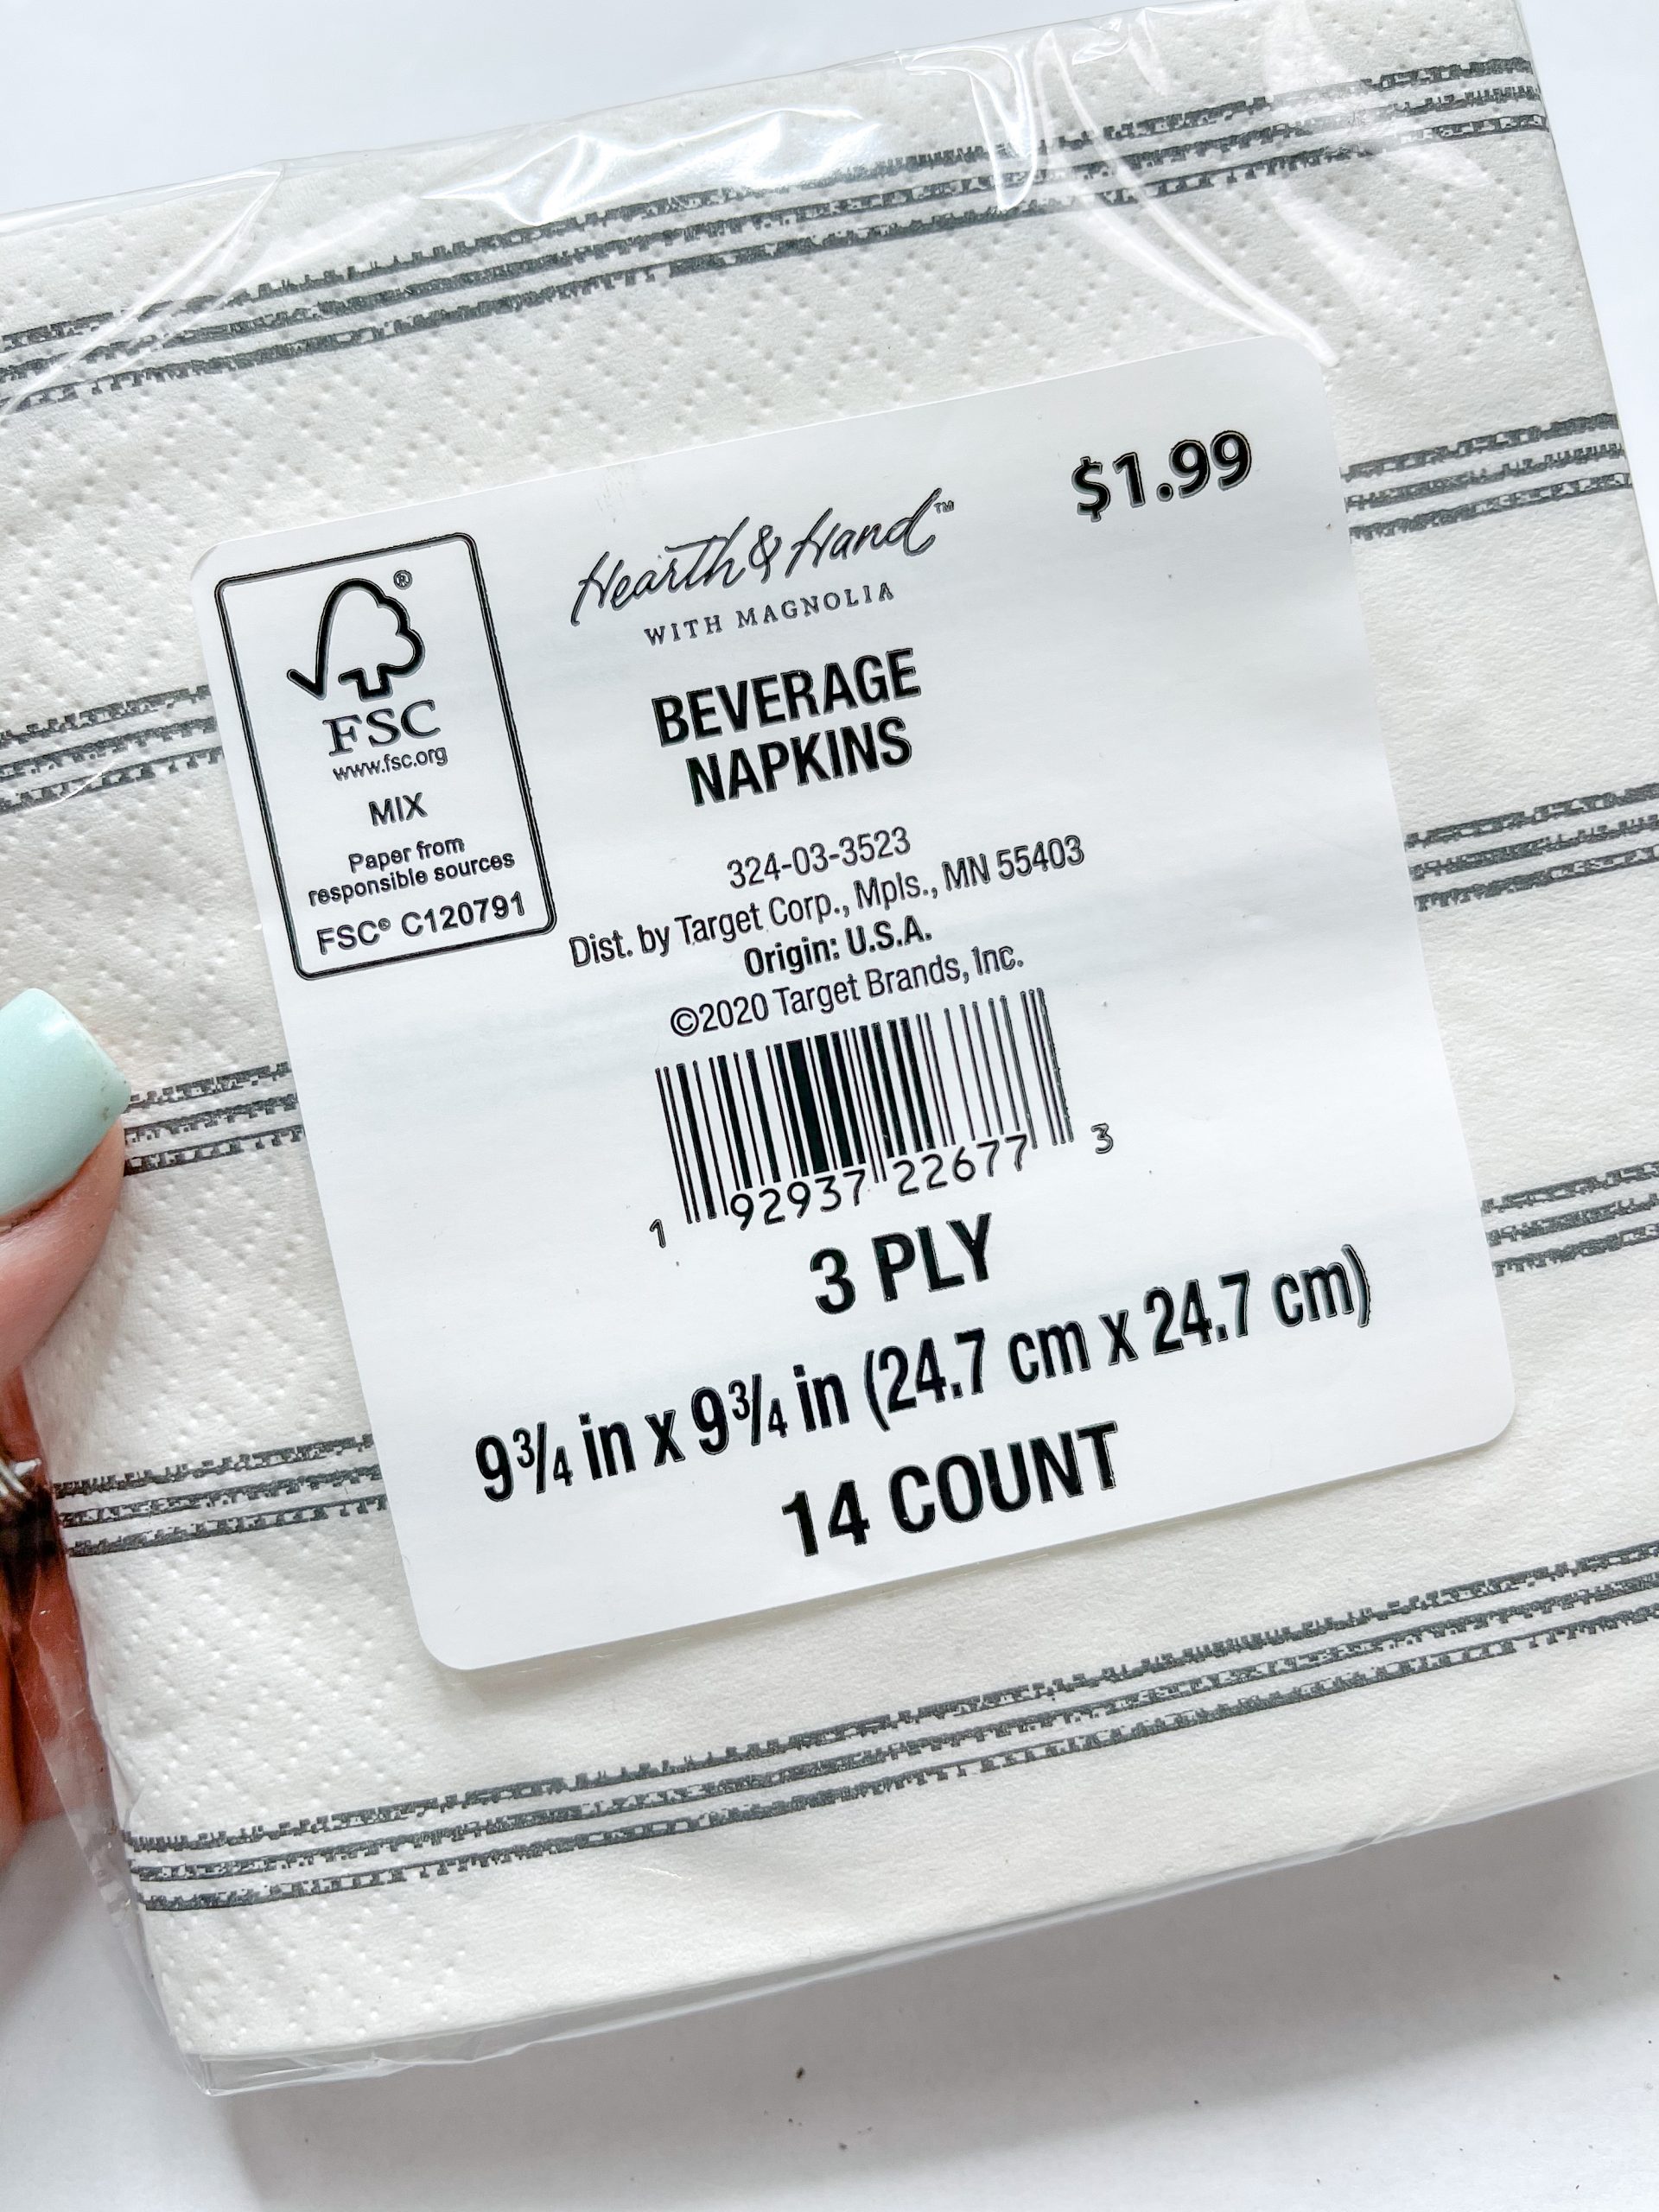 $1.99
Hearth & Hand™
WITH MAGNOLIA
BEVERAGE
NAPKINS
®
FSC
www.fsc.org
MIX
Paper from
responsible sources
FSC® C120791
324-03-3523
Dist. by Target Corp., Mpls., MN 55403
Origin: U.S.A.
©2020 Target Brands, Inc.
1 92937 22677 3
3 PLY
9¾ in x 9¾ in (24.7 cm x 24.7 cm)
14 COUNT